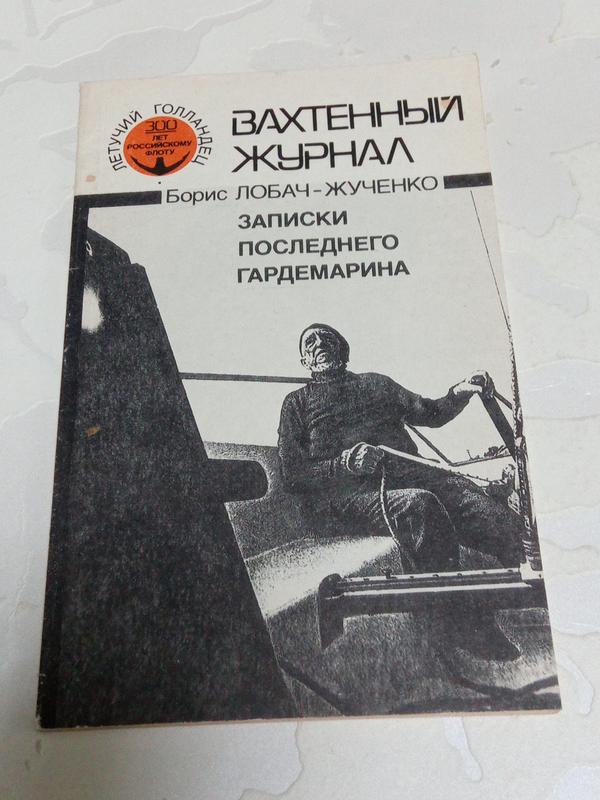 ЛЕТУЧИЙ ГОЛЛАНДЕЦ
300
ЛЕТ
РОССИЙСКОМУ
ФЛОТУ
ВАХТЕННЫЙ
ЖУРНАЛ
Борис ЛОБАЧ-ЖУЧЕНКО
ЗАПИСКИ
ПОСЛЕДНЕГО
ГАРДЕМАРИНА